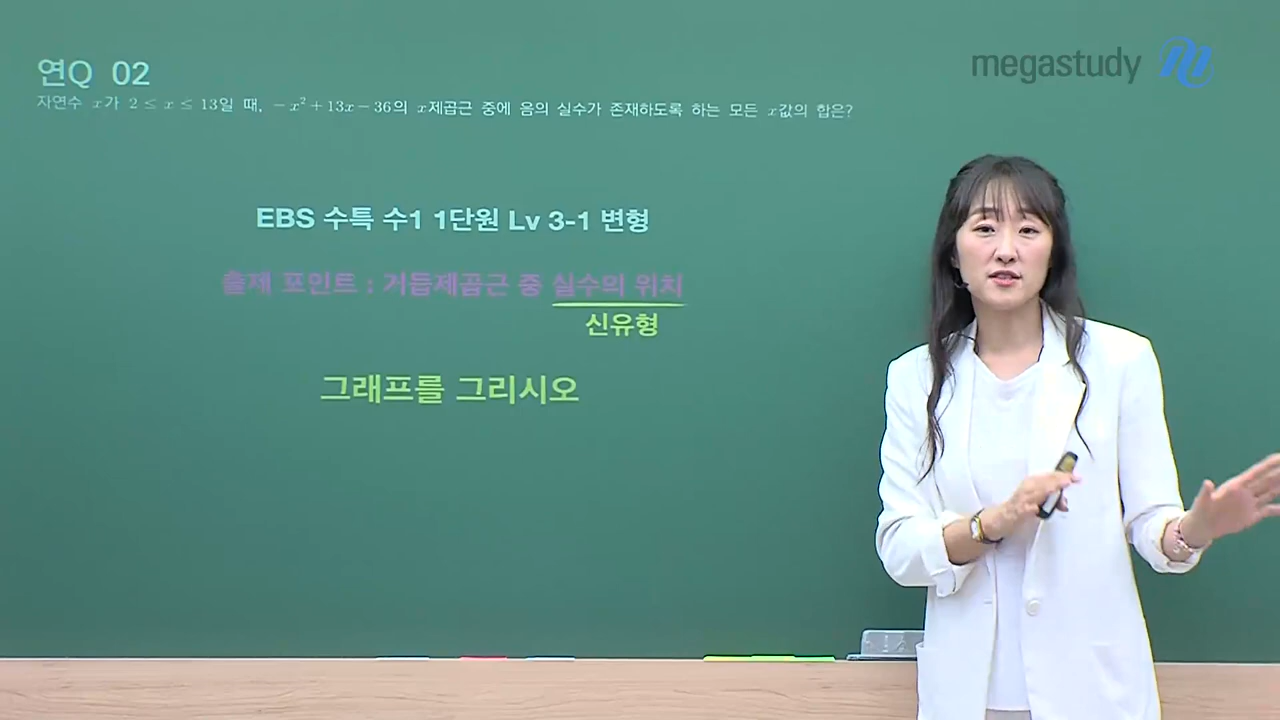 megastudy
연Q 02
자연수 x가 2 ≤ x ≤ 13일 때, −x²+13x−36의 x제곱근 중에 음의 실수가 존재하도록 하는 모든 x값의 합은?
EBS 수특 수1 1단원 Lv 3-1 변형
출제 포인트 : 거듭제곱근 중 실수의 위치
신유형
그래프를 그리시오